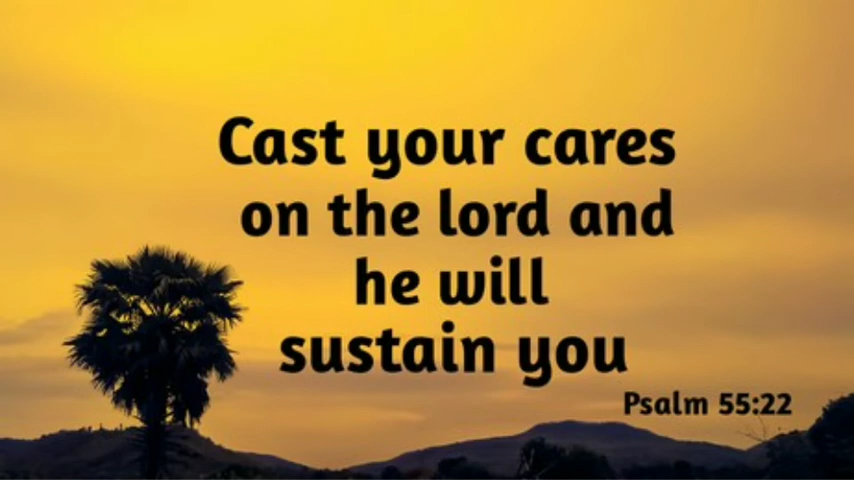 Cast your cares
on the lord and
he will
sustain you
Psalm 55:22